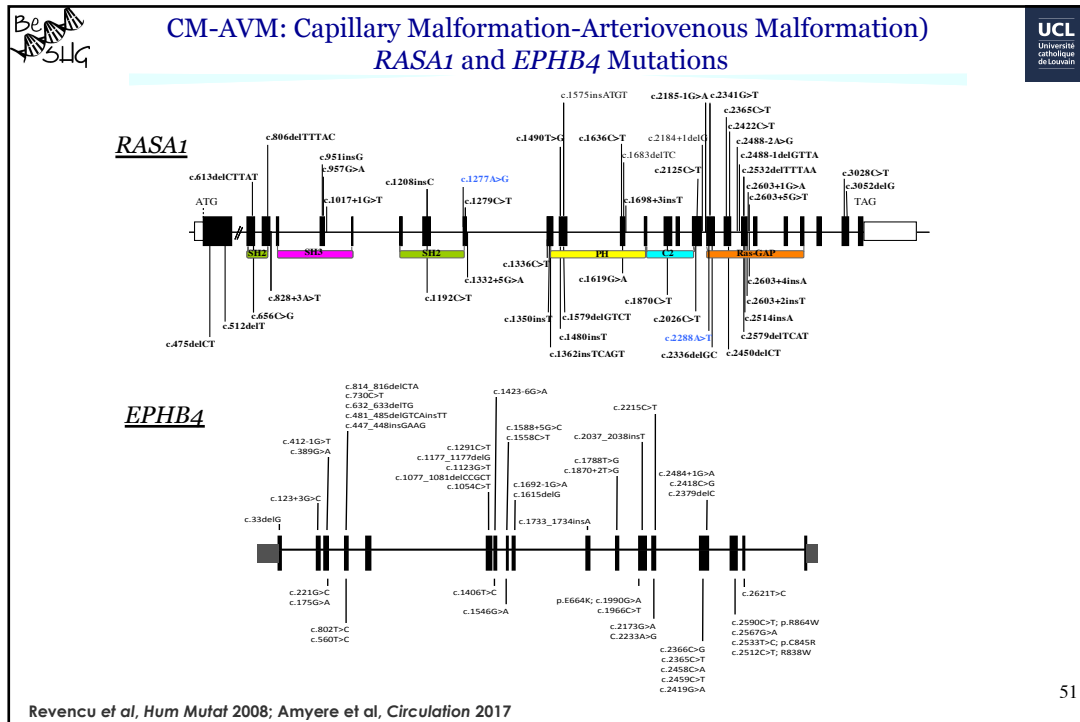 Be
SHG
CM-AVM: Capillary Malformation-Arteriovenous Malformation)
RASA1 and EPHB4 Mutations
UCL
Université
catholique
de Louvain
RASA1
c.1575insATGT
c.2185-1G>A
c.2341G>T
c.2365C>T
c.806delTTTAC
c.1490T>G
c.1636C>T
c.2184+1delG
c.2422C>T
c.2488-2A>G
c.951insG
c.957G>A
c.1683delTC
c.2488-1delGTTA
c.613delCTTAT
c.1208insC
c.1277A>G
c.2125C>T
c.2532delTTTAA
c.3028C>T
c.2603+1G>A
c.3052delG
c.1017+1G>T
c.1279C>T
c.1698+3insT
c.2603+5G>T
ATG
TAG
SH2
SH3
SH2
PH
C2
Ras-GAP
c.1336C>T
c.1332+5G>A
c.1619G>A
c.2603+4insA
c.828+3A>T
c.1192C>T
c.1870C>T
c.2603+2insT
c.656C>G
c.1350insT
c.1579delGTCT
c.2026C>T
c.2514insA
c.512delT
c.1480insT
c.2288A>T
c.2579delTCAT
c.475delCT
c.1362insTCAGT
c.2336delGC
c.2450delCT
EPHB4
c.814_816delCTA
c.730C>T
c.632_633delTG
c.481_485delGTCAinsTT
c.447_448insGAAG
c.1423-6G>A
c.2215C>T
c.412-1G>T
c.389G>A
c.1588+5G>C
c.1558C>T
c.2037_2038insT
c.1291C>T
c.1177_1177delG
c.1123G>T
c.1077_1081delCCGCT
c.1054C>T
c.1788T>G
c.1870+2T>G
c.2484+1G>A
c.2418C>G
c.2379delC
c.1692-1G>A
c.1615delG
c.123+3G>C
c.33delG
c.1733_1734insA
c.221G>C
c.175G>A
c.1406T>C
c.1546G>A
p.E664K; c.1990G>A
c.1966C>T
c.2621T>C
c.802T>C
c.560T>C
c.2173G>A
C.2233A>G
c.2590C>T; p.R864W
c.2567G>A
c.2533T>C; p.C845R
c.2512C>T; R838W
c.2366C>G
c.2365C>T
c.2458C>A
c.2459C>T
c.2419G>A
51
Revencu et al, Hum Mutat 2008; Amyere et al, Circulation 2017